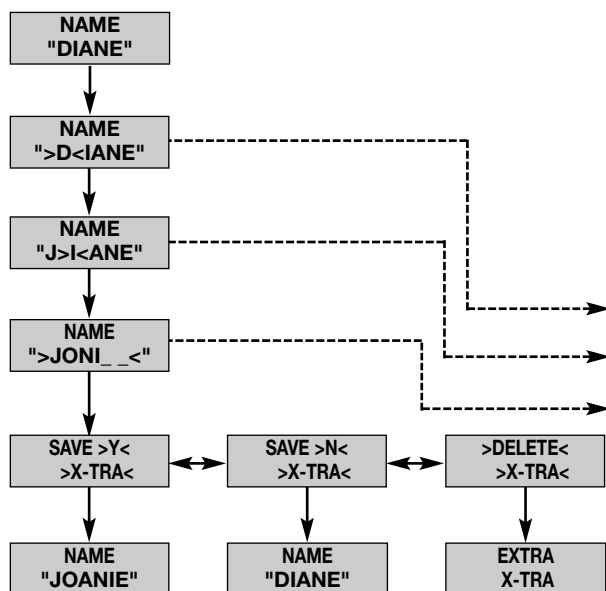 NAME
"DIANE"
NAME
">D<IANE"
NAME
"J>I<ANE"
NAME
">JONI_ _<"
SAVE >Y<
>X-TRA<
SAVE >N<
>X-TRA<
>DELETE<
>X-TRA<
NAME
"JOANIE"
NAME
"DIANE"
EXTRA
X-TRA